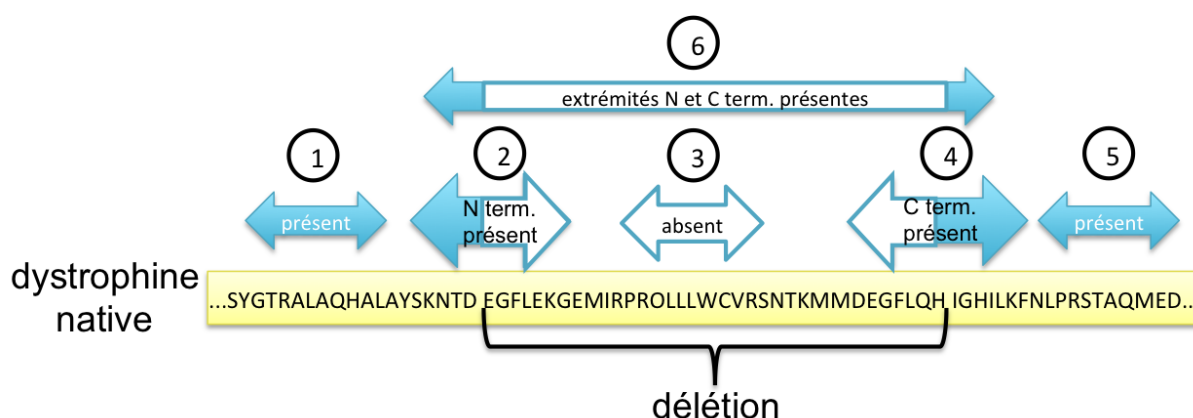 6
extrémités N et C term. présentes
1
2
3
4
5
présent
N term.
présent
absent
C term.
présent
présent
dystrophine
native
...SYGTRALAQHALAYSKNTD EGFLEKGEMIRPROLLLWCVRSNTKMMDEGFLQH IGHILKFNLPRSTAQMED...
délétion